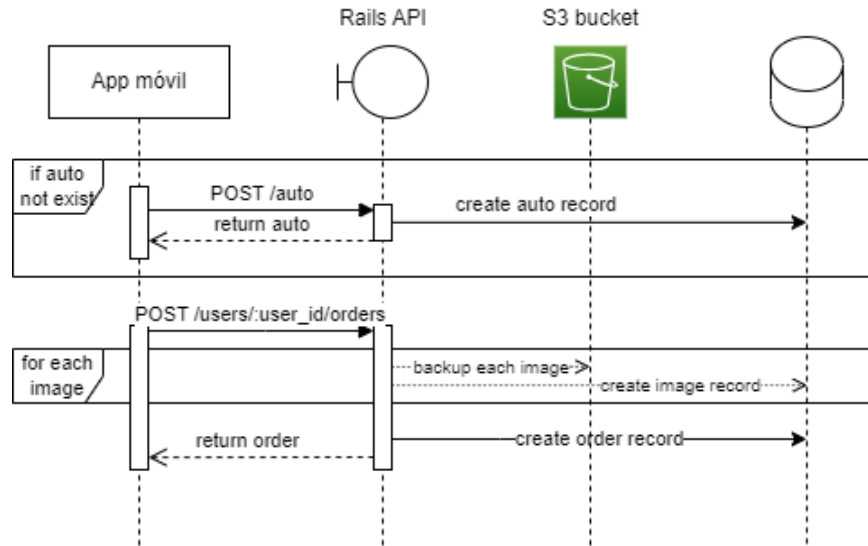 Rails API
S3 bucket
App móvil
if auto
not exist
POST /auto
create auto record
return auto
POST /users/:user_id/orders
for each
image
backup each image
create image record
return order
create order record